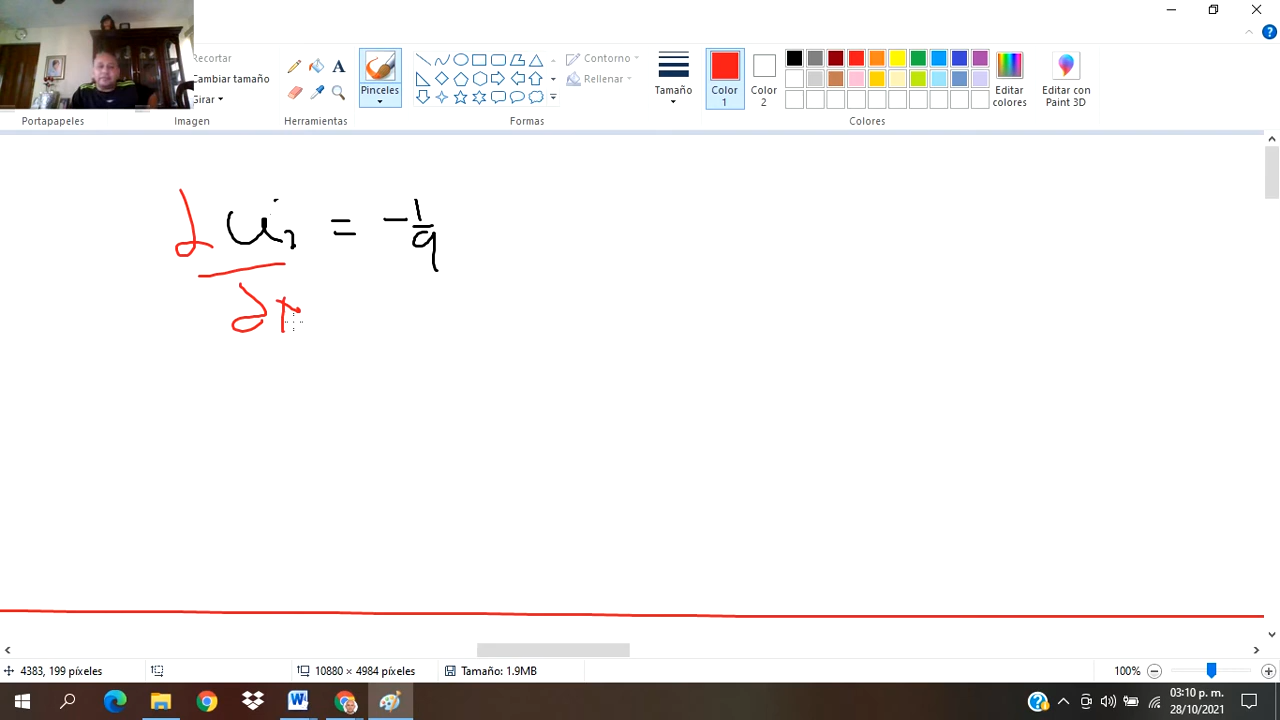 Recortar
Cambiar tamaño
Girar
Portapapeles
Imagen
A
Herramientas
Pinceles
Contorno
Rellenar
Formas
Tamaño
Color
1
Color
2
Editar
colores
Editar con
Paint 3D
Colores
= -1/9
4383, 199 píxeles
10880 × 4984 píxeles
Tamaño: 1.9MB
100%
03:10 p. m.
28/10/2021